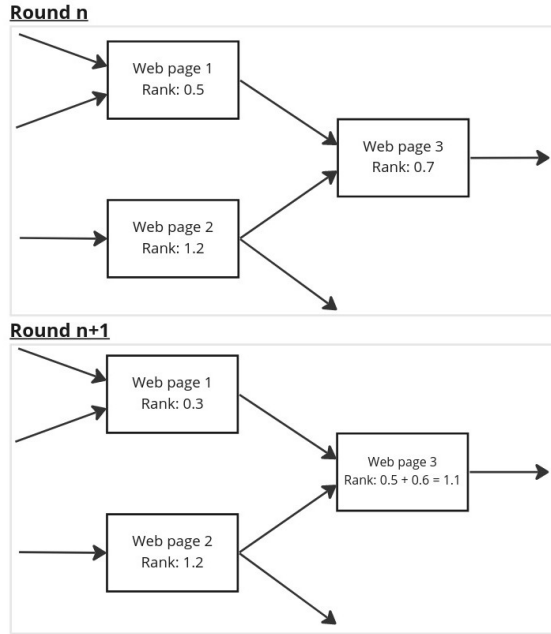 Round n
Web page 1
Rank: 0.5
Web page 3
Rank: 0.7
Web page 2
Rank: 1.2
Round n+1
Web page 1
Rank: 0.3
Web page 3
Rank: 0.5 + 0.6 = 1.1
Web page 2
Rank: 1.2